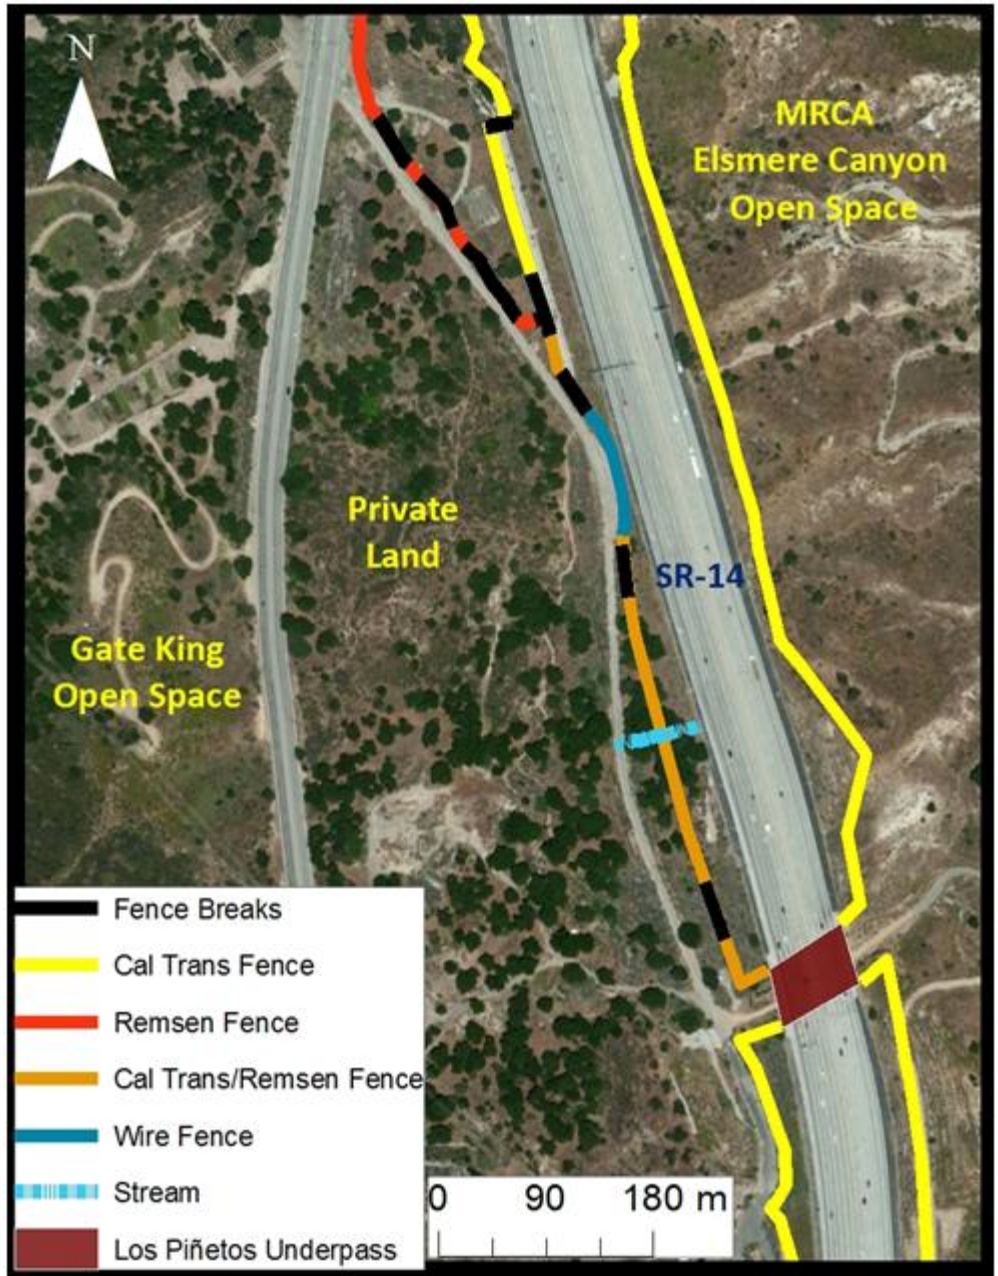 N
MRCA
Elsmere Canyon
Open Space
Private
Land
SR-14
Gate King
Open Space
Fence Breaks
Cal Trans Fence
Remsen Fence
Cal Trans/Remsen Fence
Wire Fence
Stream
Los Piñetos Underpass
0 90 180 m